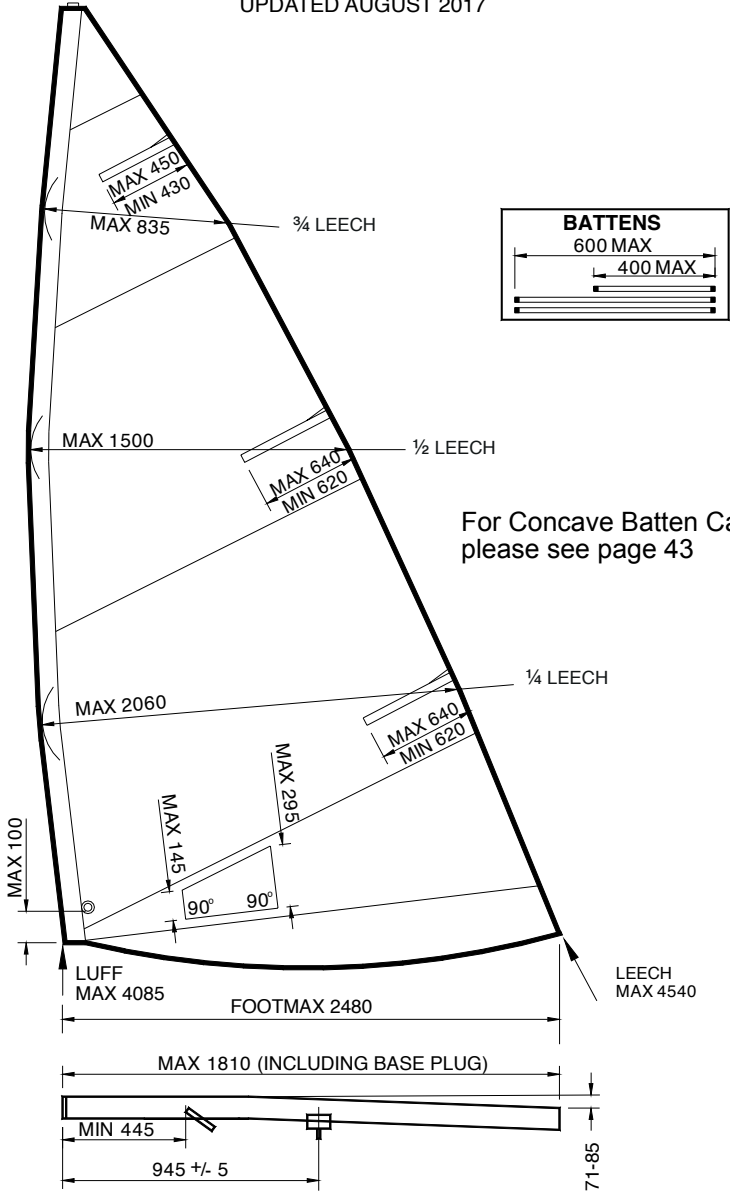 UPDATED AUGUST 2017
MAX 450
MIN 430
MAX 835
¾ LEECH
BATTENS
600 MAX
400 MAX
MAX 1500
½ LEECH
MAX 640
MIN 620
For Concave Batten Ca
please see page 43
¼ LEECH
MAX 2060
MAX 640
MIN 620
MAX 295
MAX 145
MAX 100
90°
90°
LUFF
MAX 4085
LEECH
MAX 4540
FOOTMAX 2480
MAX 1810 (INCLUDING BASE PLUG)
MIN 445
945 +/- 5
71-85